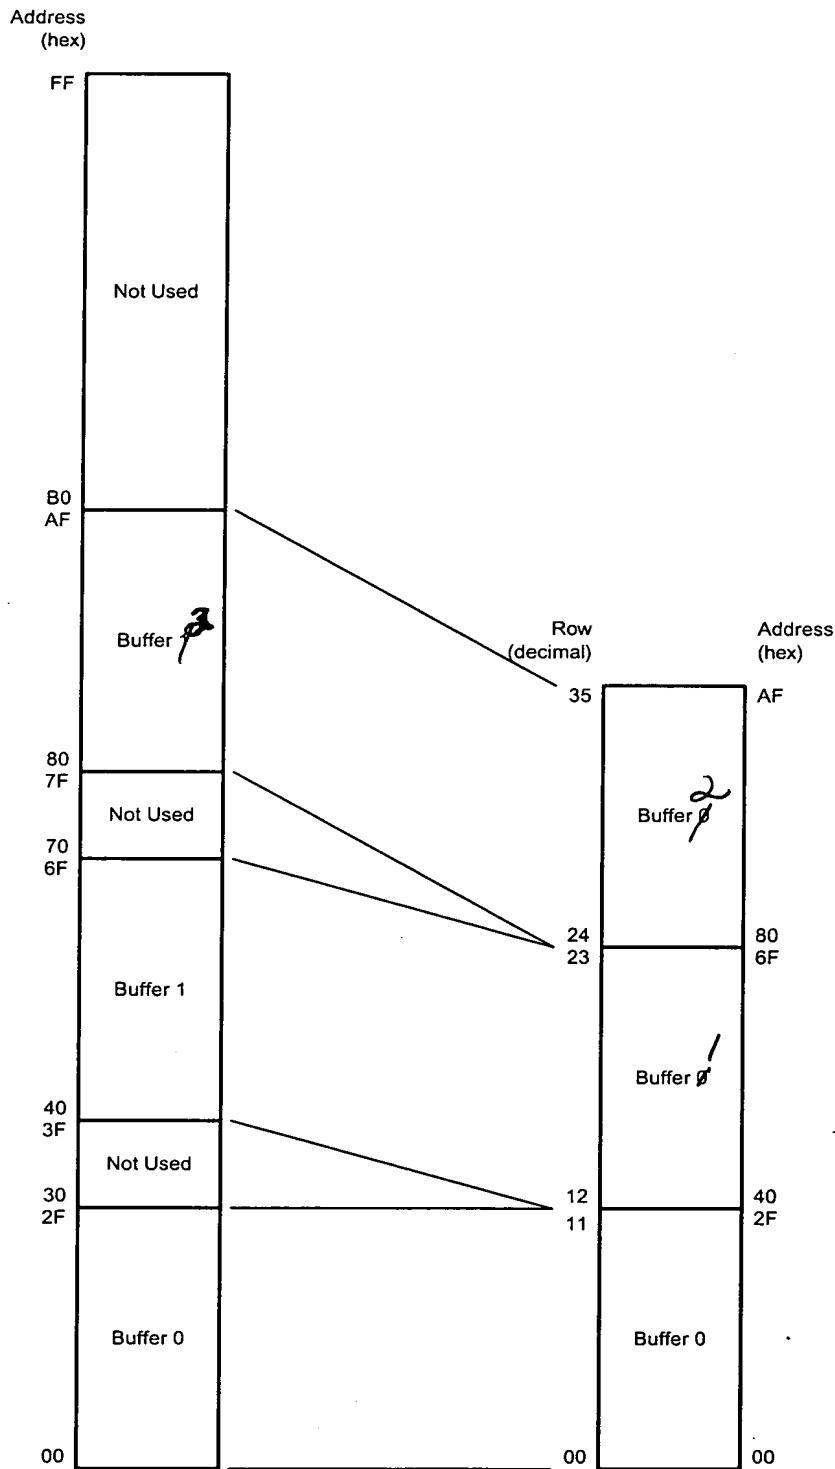 Address
(hex)
FF
Not Used
B0
AF
Buffer
80
7F
Not Used
70
6F
Buffer 1
40
3F
Not Used
30
2F
Buffer 0
00
Row
(decimal)
Address
(hex)
35
AF
2
Buffer 0
24
23
80
6F
1
Buffer 0
12
11
40
2F
Buffer 0
00
00